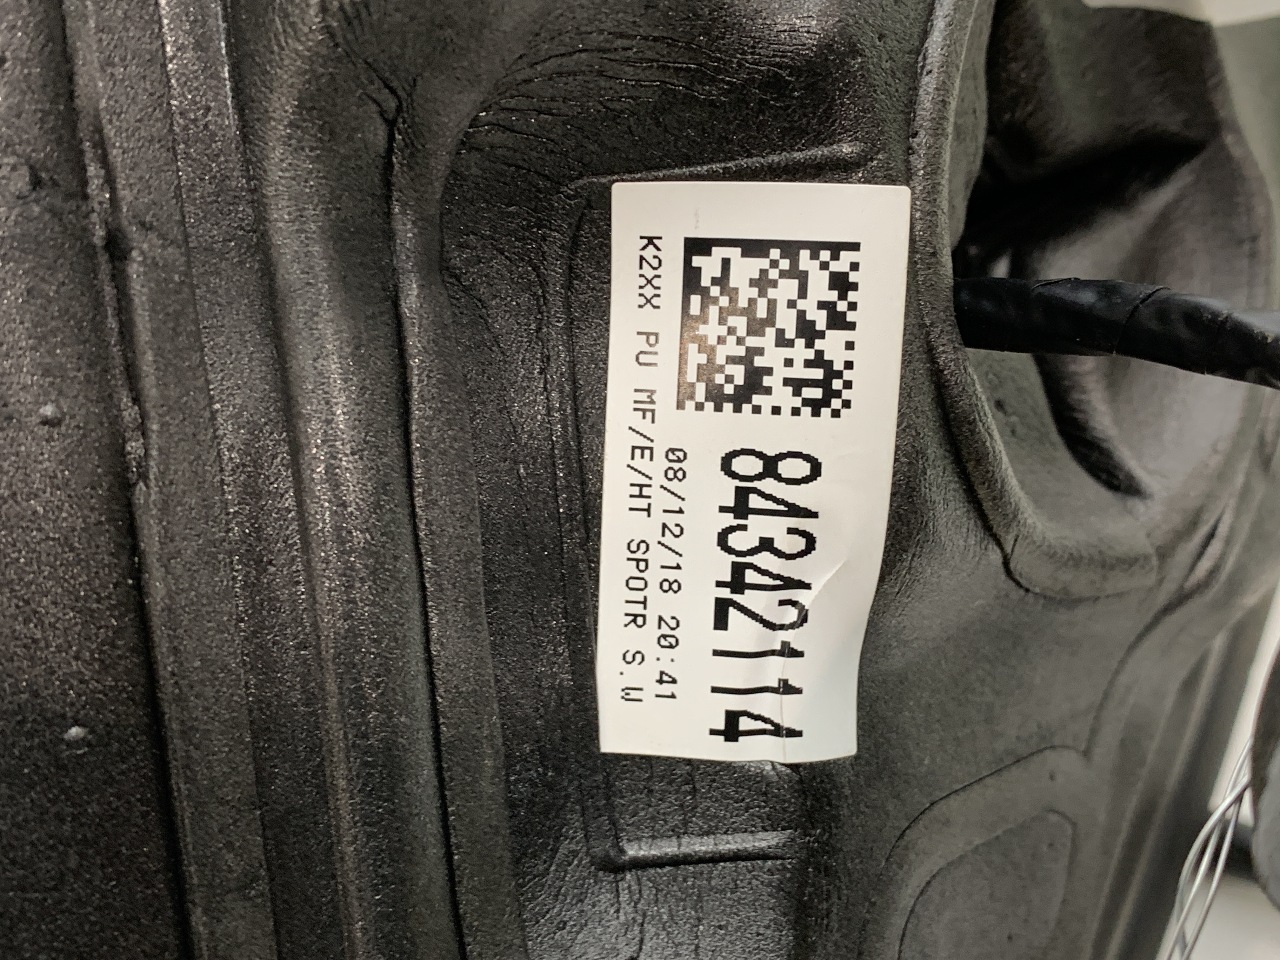 84342114
08/12/18 20:41
K2XX PU MF/E/HT SPOTR S.W